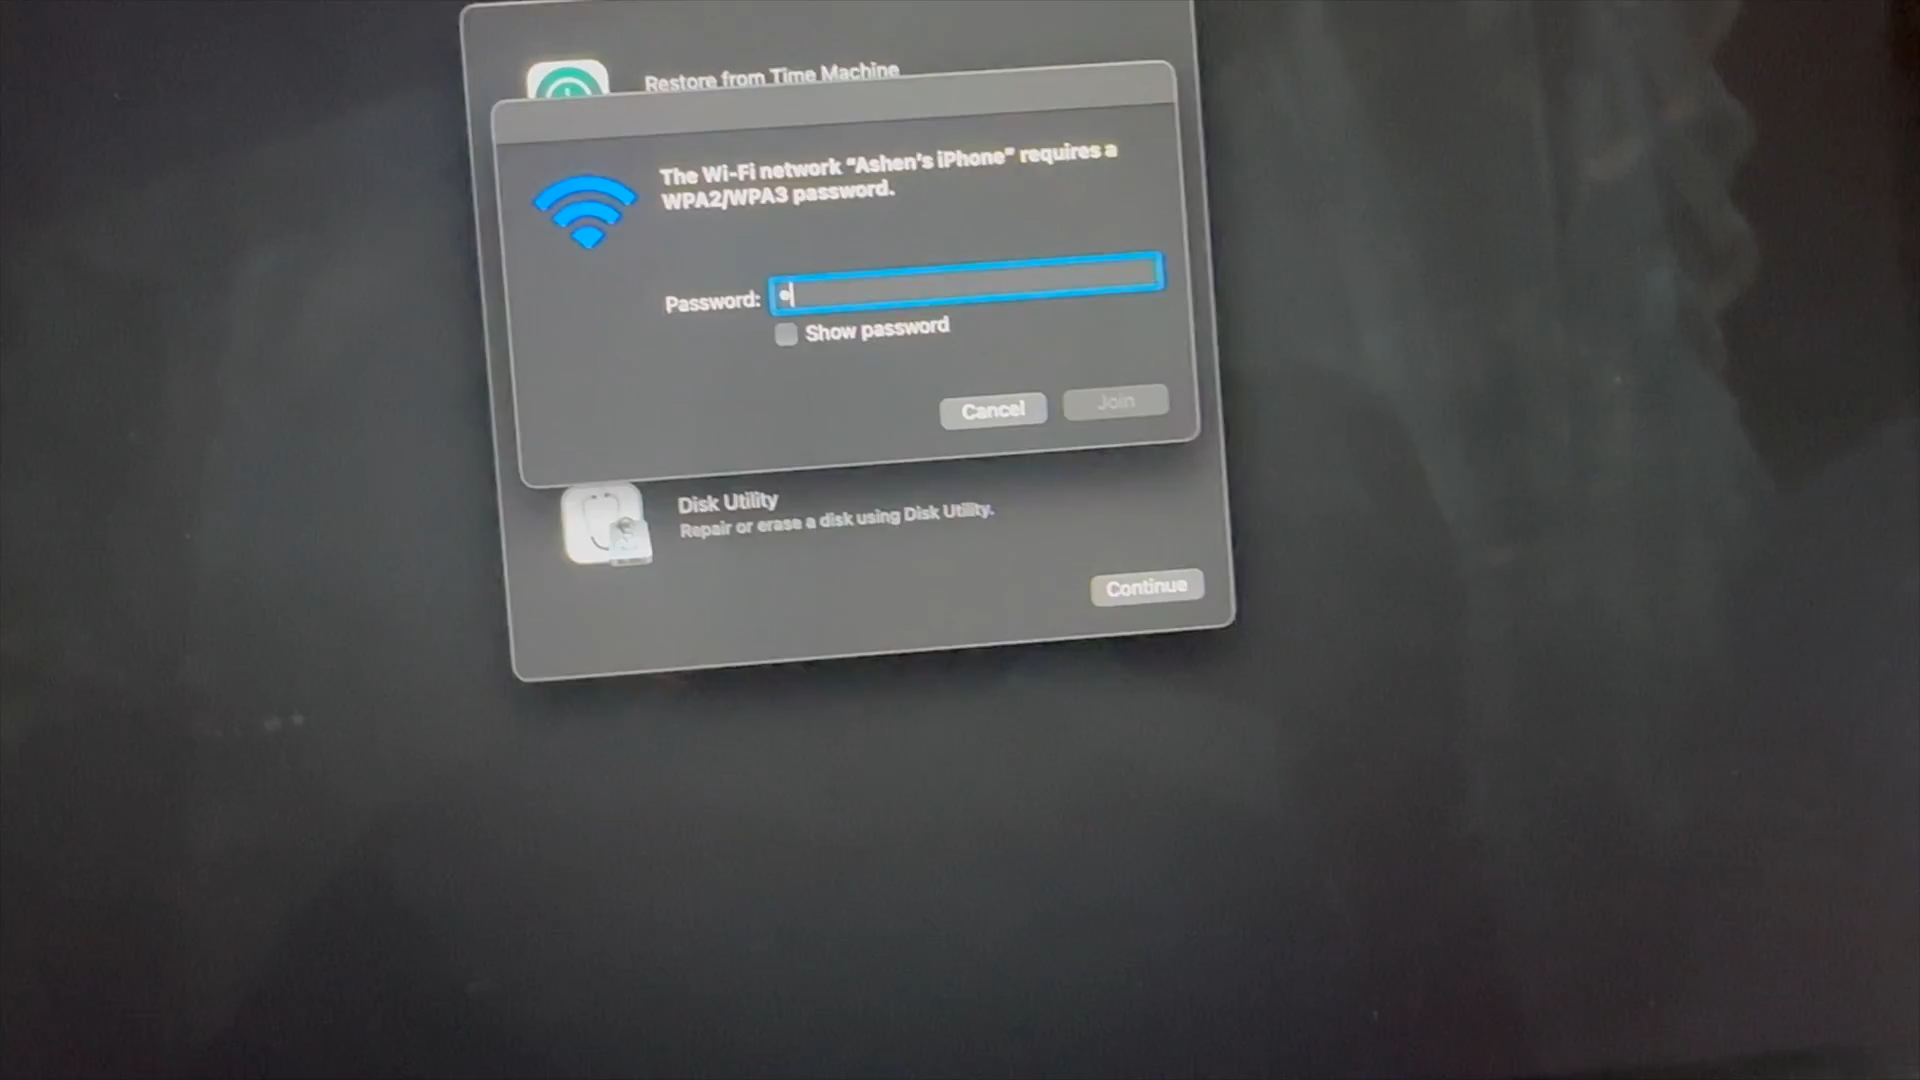 Restore from Time Machine
The Wi-Fi network “Ashen’s iPhone” requires a
WPA2/WPA3 password.
Password: •
Show password
Cancel
Join
Disk Utility
Repair or erase a disk using Disk Utility.
Continue